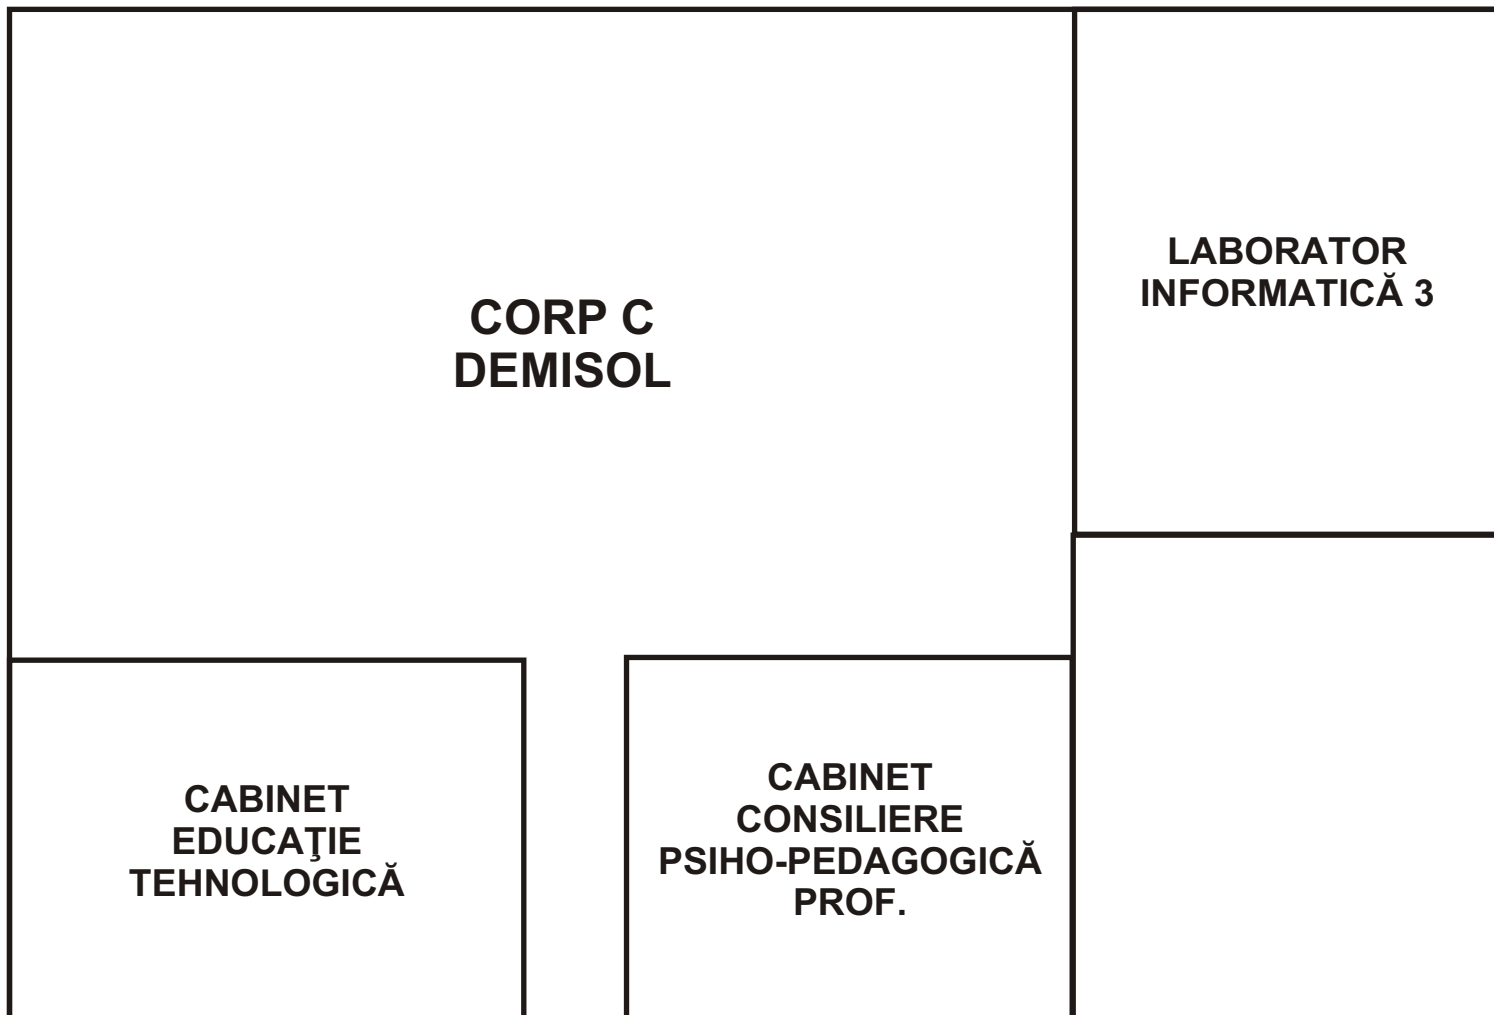 CORP C
DEMISOL
LABORATOR
INFORMATICĂ 3
CABINET
EDUCAŢIE
TEHNOLOGICĂ
CABINET
CONSILIERE
PSIHO-PEDAGOGICĂ
PROF.